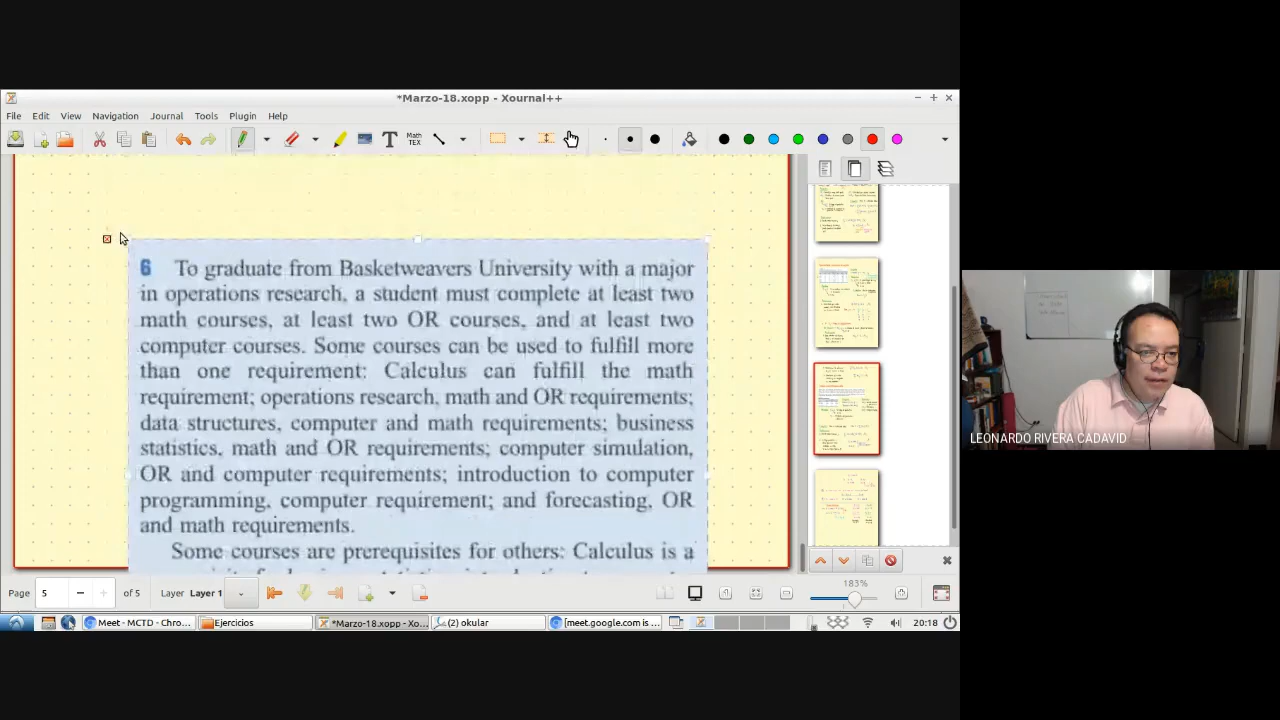 *Marzo-18.xopp - Xournal++
File Edit View Navigation Journal Tools Plugin Help
T Math TEX
6 To graduate from Basketweavers University with a major
in operations research, a student must complete at least two
math courses, at least two OR courses, and at least two
computer courses. Some courses can be used to fulfill more
than one requirement: Calculus can fulfill the math
requirement; operations research, math and OR requirements;
data structures, computer and math requirements; business
statistics, math and OR requirements; computer simulation,
OR and computer requirements; introduction to computer
programming, computer requirement; and forecasting, OR
and math requirements.
Some courses are prerequisites for others: Calculus is a
LEONARDO RIVERA CADAVID
183%
Page 5 of 5 Layer Layer 1
Meet - MCTD - Chro... Ejercicios *Marzo-18.xopp - Xo... (2) okular [meet.google.com is ... 20:18